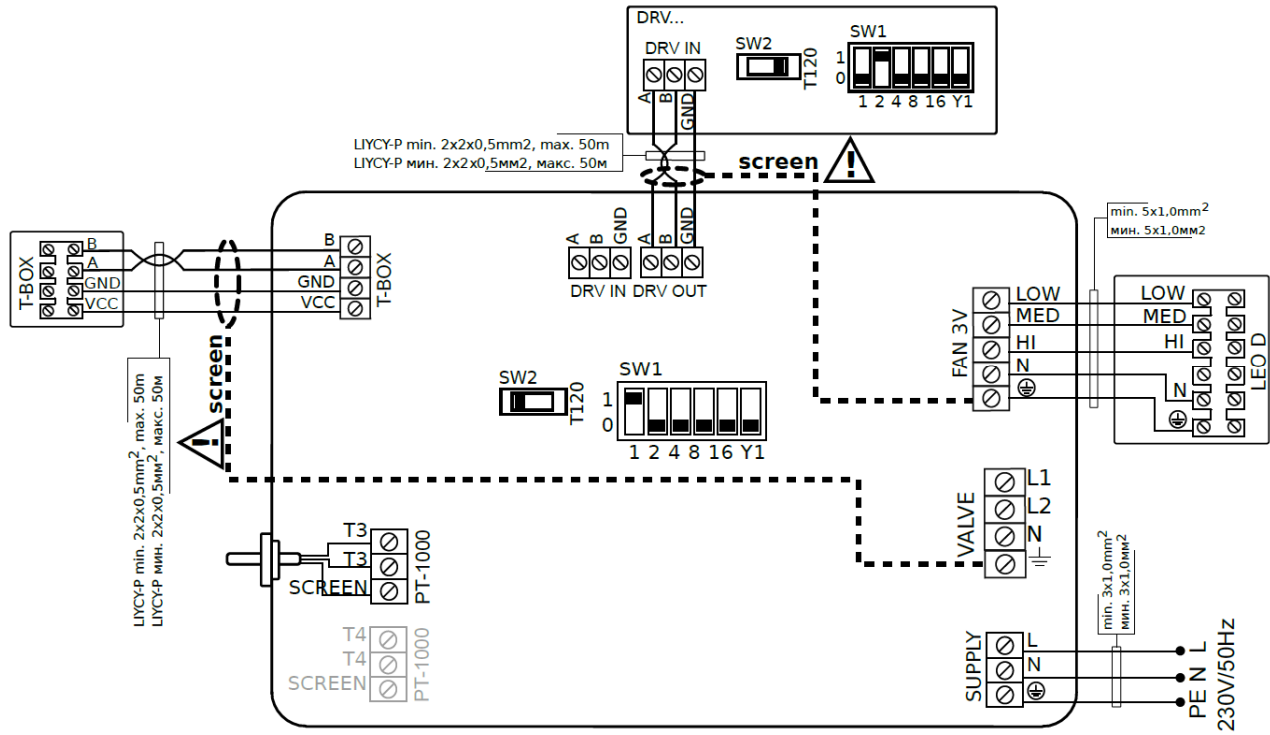 DRV...
DRV IN
A
B
GND
SW2
T120
SW1
1
0
1 2 4 8 16 Y1
LIYCY-P min. 2x2x0,5mm2, max. 50m
LIYCY-P мин. 2x2x0,5мм2, макс. 50м
screen
T-BOX
B
A
GND
VCC
B
A
GND
VCC
T-BOX
screen
LIYCY-P min. 2x2x0,5mm², max. 50m
LIYCY-P мин. 2x2x0,5мм², макс. 50м
A
B
GND
DRV IN
A
B
GND
DRV OUT
SW2
T120
SW1
1
0
1 2 4 8 16 Y1
min. 5x1,0mm²
мин. 5x1,0мм2
FAN 3V
LOW
MED
HI
N
LOW
MED
HI
N
LEO D
VALVE
L1
L2
N
T3
T3
SCREEN
PT-1000
T4
T4
SCREEN
PT-1000
min. 3x1,0mm²
мин. 3x1,0мм²
SUPPLY
L
N
L
N
PE
230V/50Hz